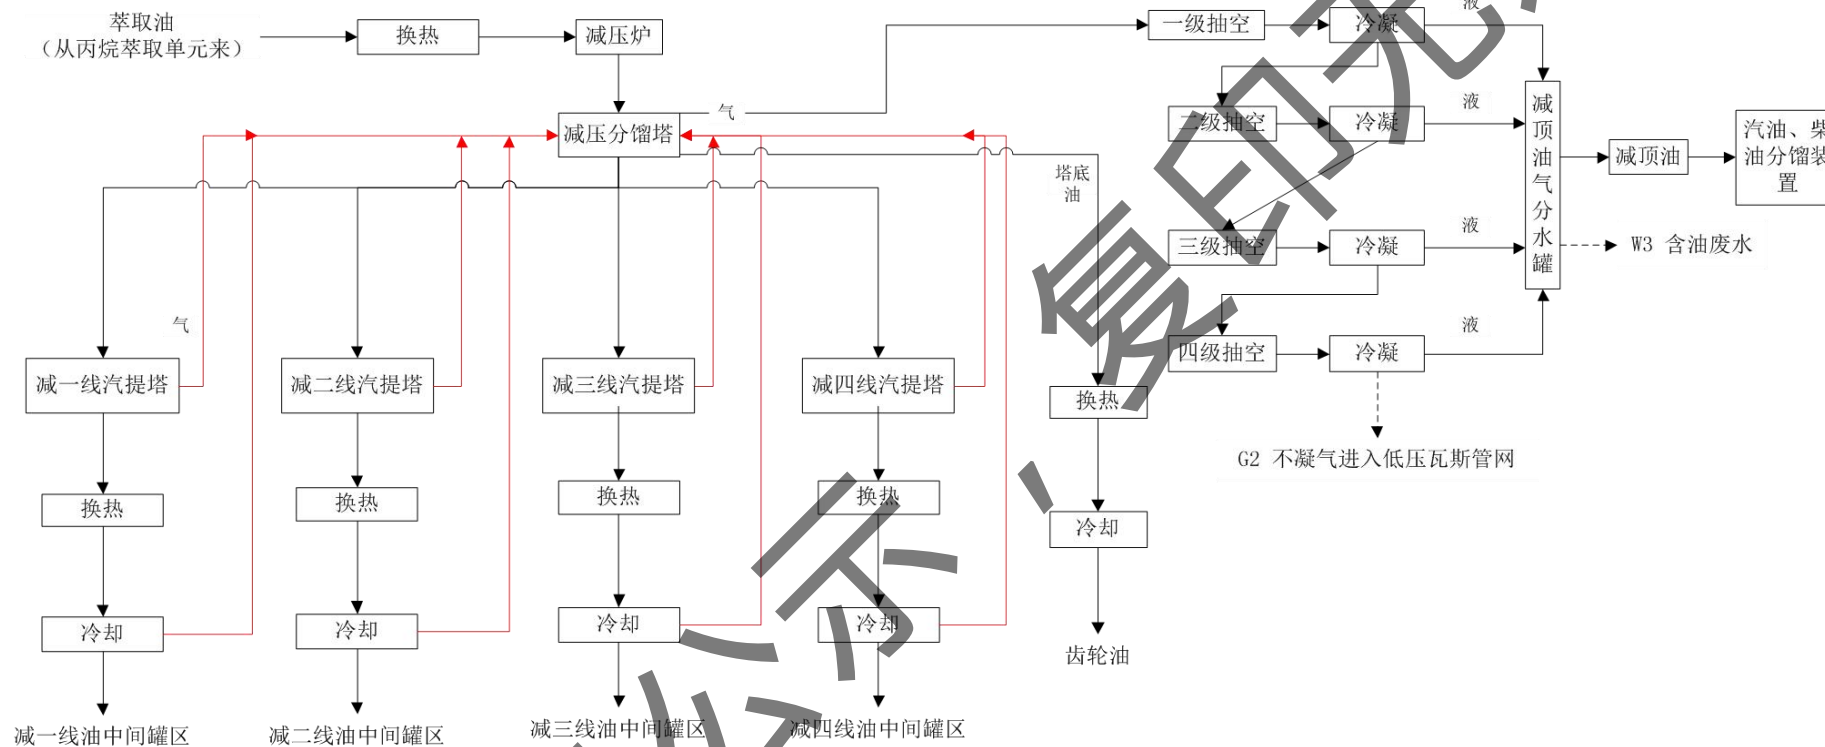 萃取油
（从丙烷萃取单元来）
换热
减压炉
一级抽空
冷凝
液
气
减压分馏塔
二级抽空
冷凝
液
减
顶
油
气
分
水
罐
减顶油
汽油、柴
油分馏装
置
塔底
油
三级抽空
冷凝
液
W3 含油废水
气
四级抽空
冷凝
液
减一线汽提塔
减二线汽提塔
减三线汽提塔
减四线汽提塔
换热
G2 不凝气进入低压瓦斯管网
换热
换热
换热
换热
冷却
冷却
冷却
冷却
冷却
齿轮油
减一线油中间罐区
减二线油中间罐区
减三线油中间罐区
减四线油中间罐区
公示、复印无